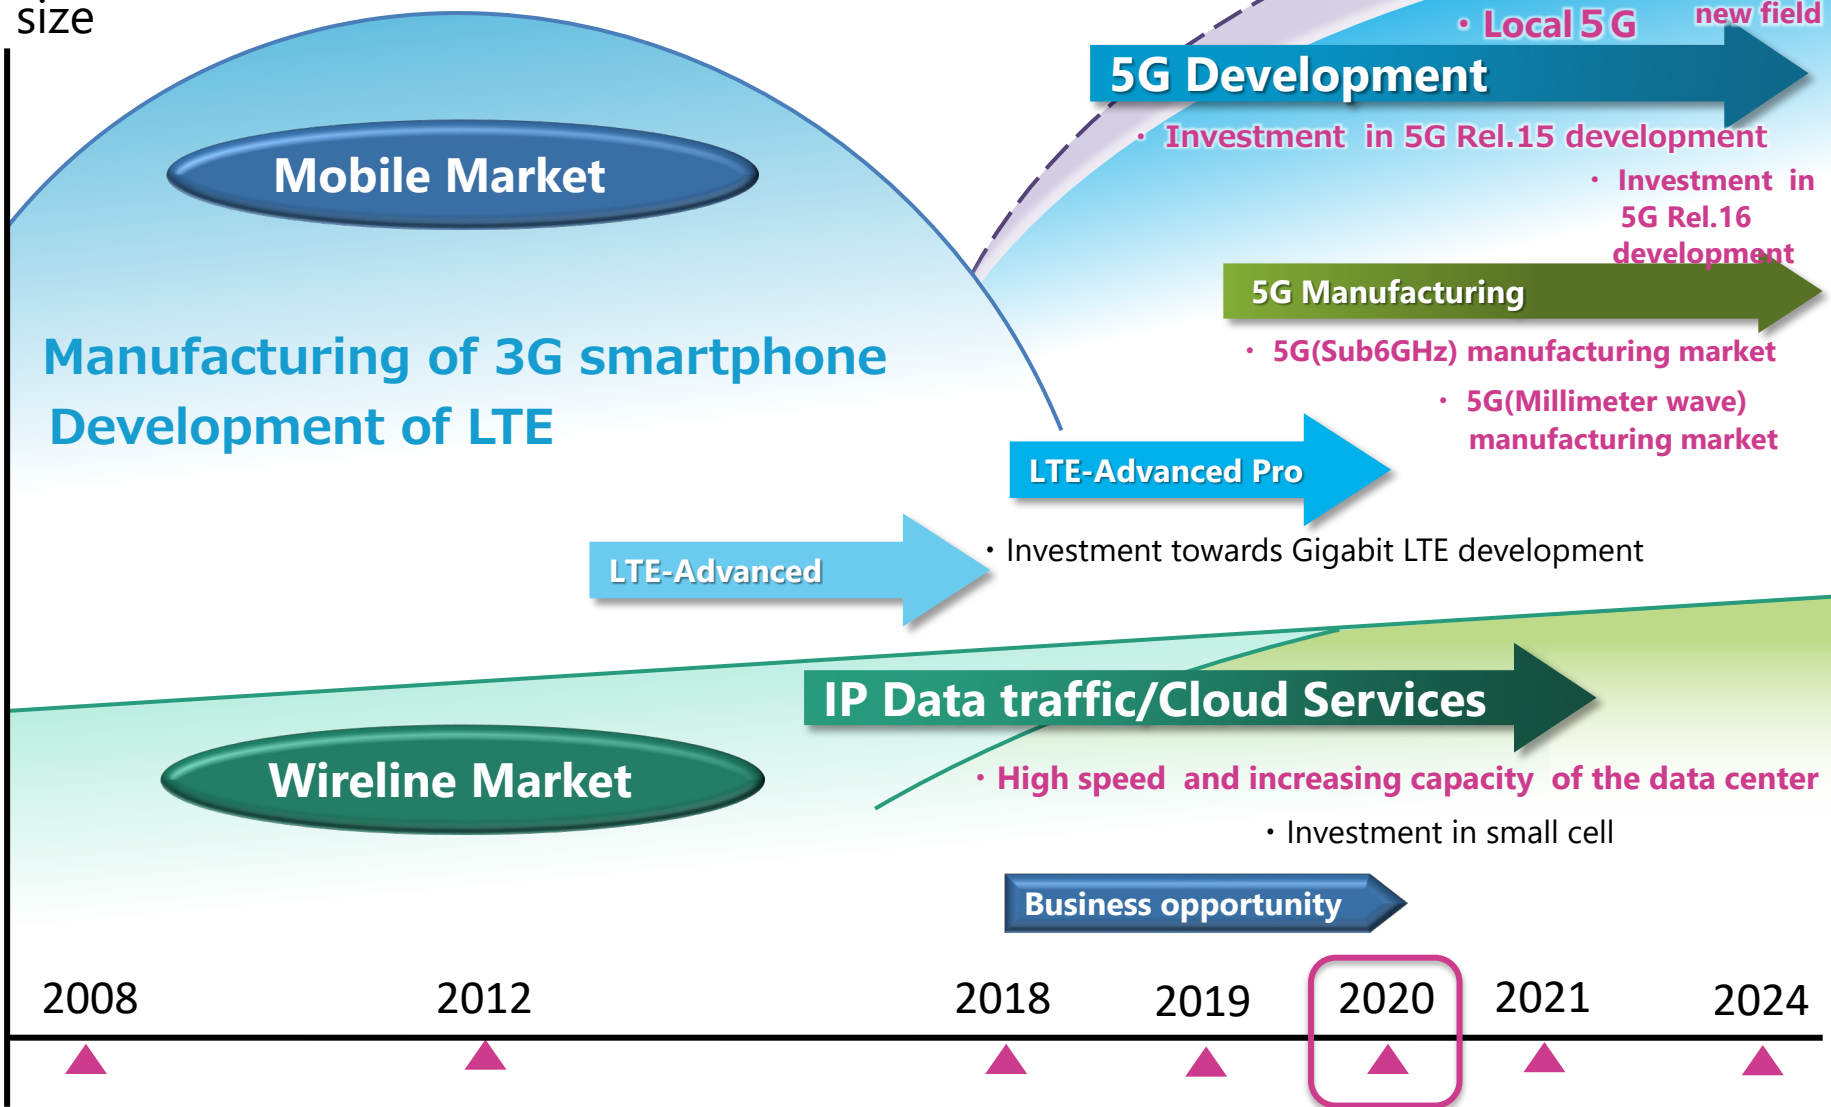 size
new field
・Local 5 G
5G Development
・ Investment in 5G Rel.15 development
Mobile Market
・ Investment in
5G Rel.16
development
5G Manufacturing
Manufacturing of 3G smartphone
Development of LTE
・ 5G(Sub6GHz) manufacturing market
・ 5G(Millimeter wave)
manufacturing market
LTE-Advanced Pro
・Investment towards Gigabit LTE development
LTE-Advanced
IP Data traffic/Cloud Services
Wireline Market
・High speed and increasing capacity of the data center
・Investment in small cell
Business opportunity
2008 2012 2018 2019 2020 2021 2024